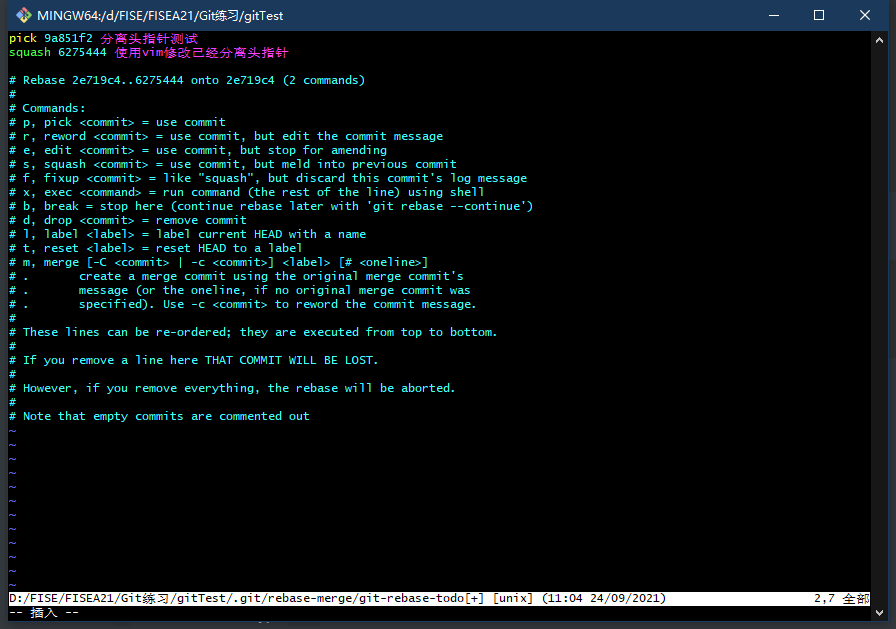 MINGW64:/d/FISE/FISEA21/Git练习/gitTest
pick 9a851f2 分离头指针测试
squash 6275444 使用vim修改已经分离头指针

# Rebase 2e719c4..6275444 onto 2e719c4 (2 commands)
#
# Commands:
# p, pick <commit> = use commit
# r, reword <commit> = use commit, but edit the commit message
# e, edit <commit> = use commit, but stop for amending
# s, squash <commit> = use commit, but meld into previous commit
# f, fixup <commit> = like "squash", but discard this commit's log message
# x, exec <command> = run command (the rest of the line) using shell
# b, break = stop here (continue rebase later with 'git rebase --continue')
# d, drop <commit> = remove commit
# l, label <label> = label current HEAD with a name
# t, reset <label> = reset HEAD to a label
# m, merge [-C <commit> | -c <commit>] <label> [# <oneline>]
# .       create a merge commit using the original merge commit's
# .       message (or the oneline, if no original merge commit was
# .       specified). Use -c <commit> to reword the commit message.
#
# These lines can be re-ordered; they are executed from top to bottom.
#
# If you remove a line here THAT COMMIT WILL BE LOST.
#
# However, if you remove everything, the rebase will be aborted.
#
# Note that empty commits are commented out
~
~
~
~
~
~
~
~
~
~
~
~
D:/FISE/FISEA21/Git练习/gitTest/.git/rebase-merge/git-rebase-todo[+] [unix] (11:04 24/09/2021) 2,7 全部
-- 插入 --